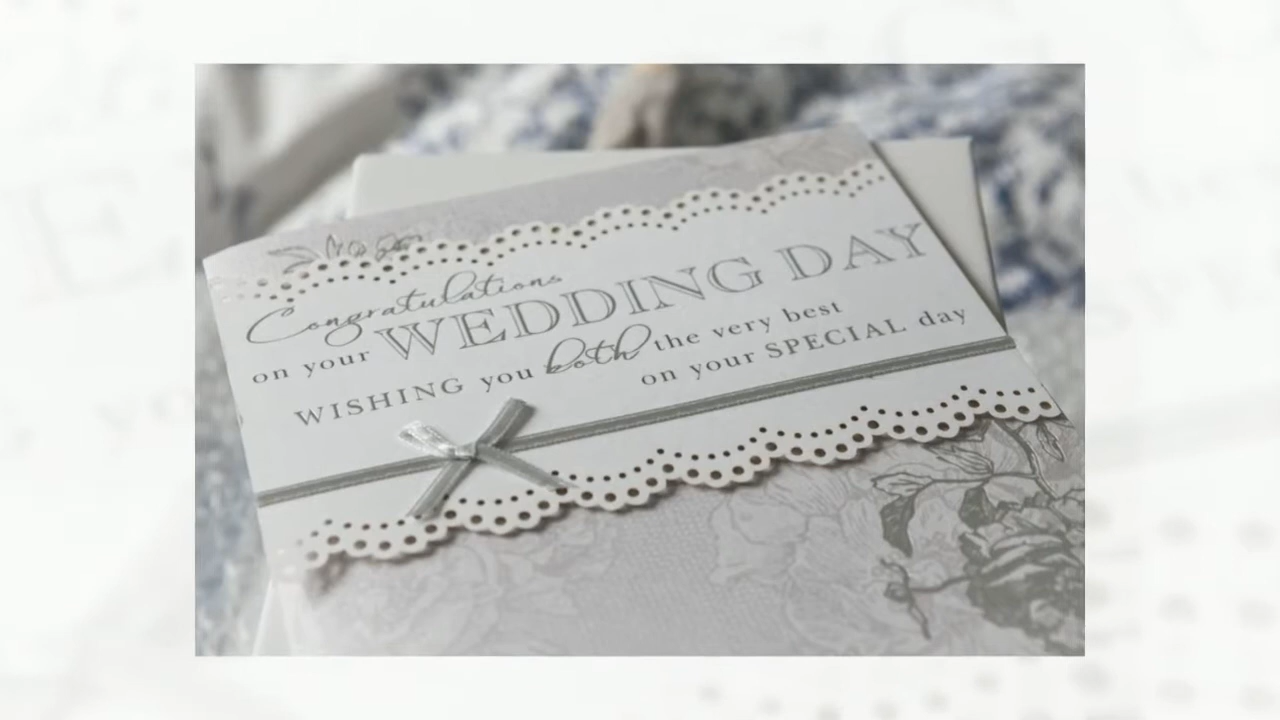 Congratulations
on your WEDDING DAY
WISHING you both the very best
on your SPECIAL day